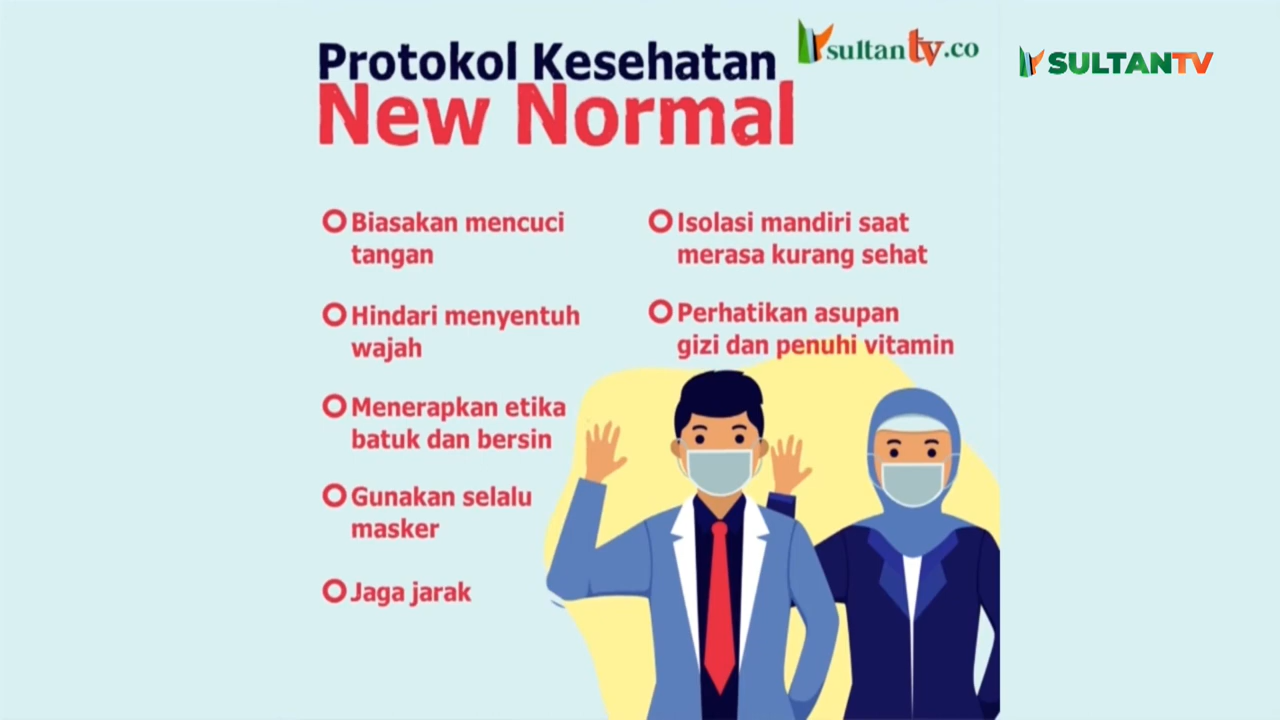 Protokol Kesehatan
New Normal
sultantv.co
SULTANTV
Biasakan mencuci
tangan
Hindari menyentuh
wajah
Menerapkan etika
batuk dan bersin
Gunakan selalu
masker
Jaga jarak
Isolasi mandiri saat
merasa kurang sehat
Perhatikan asupan
gizi dan penuhi vitamin